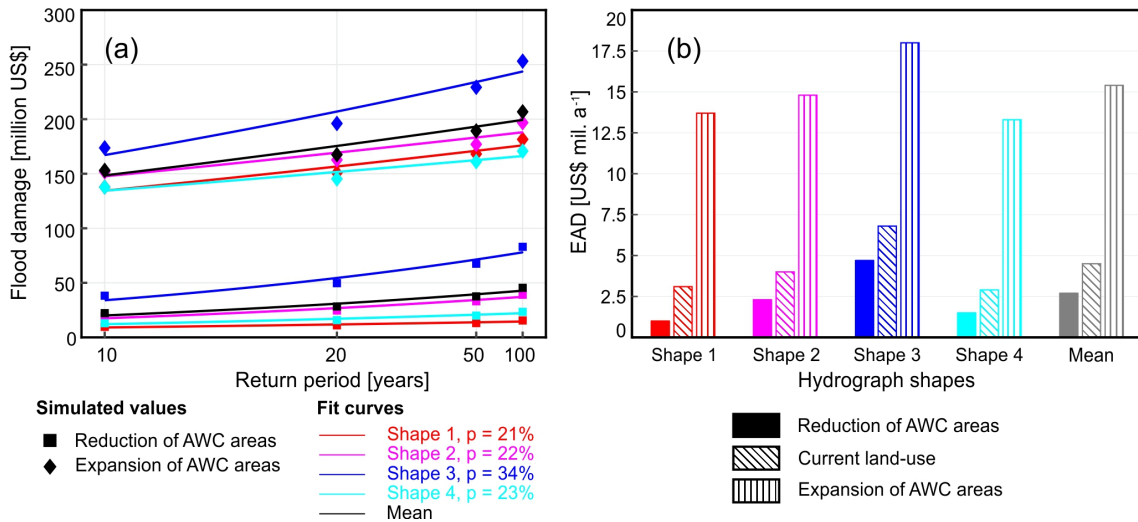 (a)
Flood damage [million US$]
300
250
200
150
100
50
0
10
20
50
100
Return period [years]
Simulated values
Reduction of AWC areas
Expansion of AWC areas
Fit curves
Shape 1, p = 21%
Shape 2, p = 22%
Shape 3, p = 34%
Shape 4, p = 23%
Mean
(b)
EAD [US$ mil. a⁻¹]
20
17.5
15
12.5
10
7.5
5
2.5
0
Shape 1
Shape 2
Shape 3
Shape 4
Mean
Hydrograph shapes
Reduction of AWC areas
Current land-use
Expansion of AWC areas